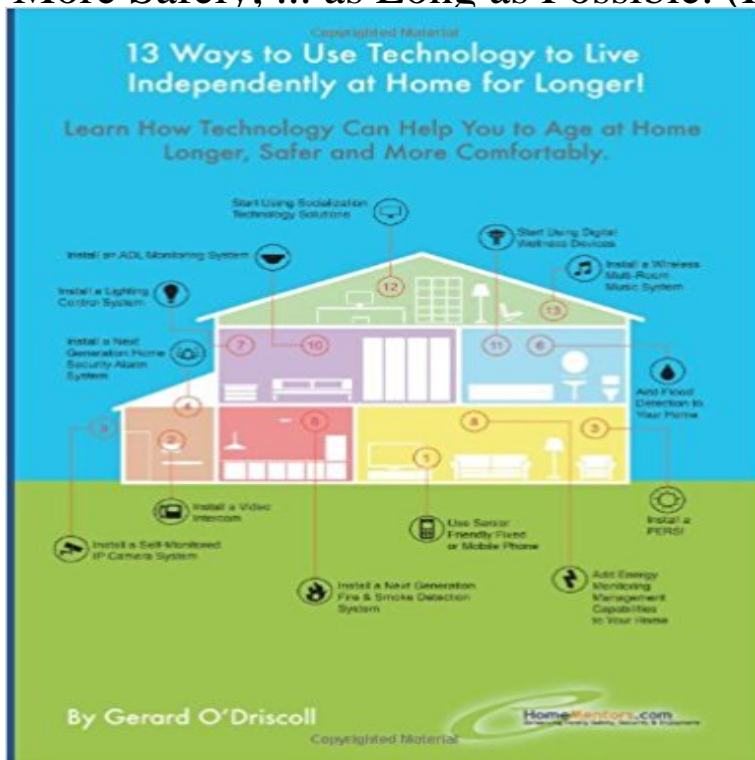 More Safely, ... as Long as Possible! (
Copyrighted Material
13 Ways to Use Technology to Live
Independently at Home for Longer!
Learn How Technology Can Help You to Age at Home
Longer, Safer and More Comfortably.
Start Using Socialization
Technology Solutions
Start Using Digital
Wellness Devices
Install an ADL Monitoring System
Install a Wireless
Multi-Room
Music System
12
13
Install a Lighting
Control System
7
10
11
6
Install a Next
Generation Home
Security Alarm
System
Add Flood
Detection to
Your Home
4
2
1
3
Install a Video
Intercom
Install a
PERS!
Install a Self-Monitored
IP Camera System
Use Senior
Friendly Fixed
or Mobile Phone
Install a Next Generation
Fire & Smoke Detection
System
Add Energy
Monitoring
Management
Capabilities
to Your Home
By Gerard O'Driscoll
HomeMentors.com
Copyrighted Material